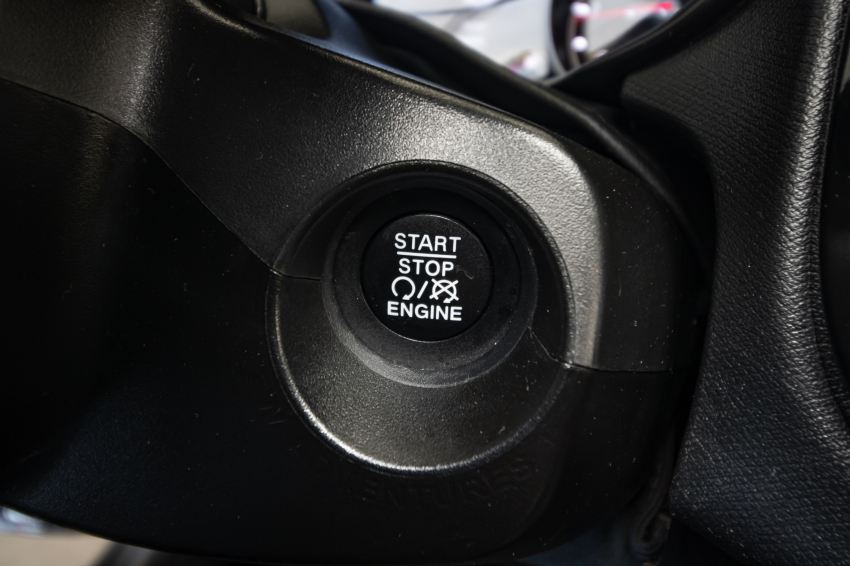 START
STOP
/
ENGINE